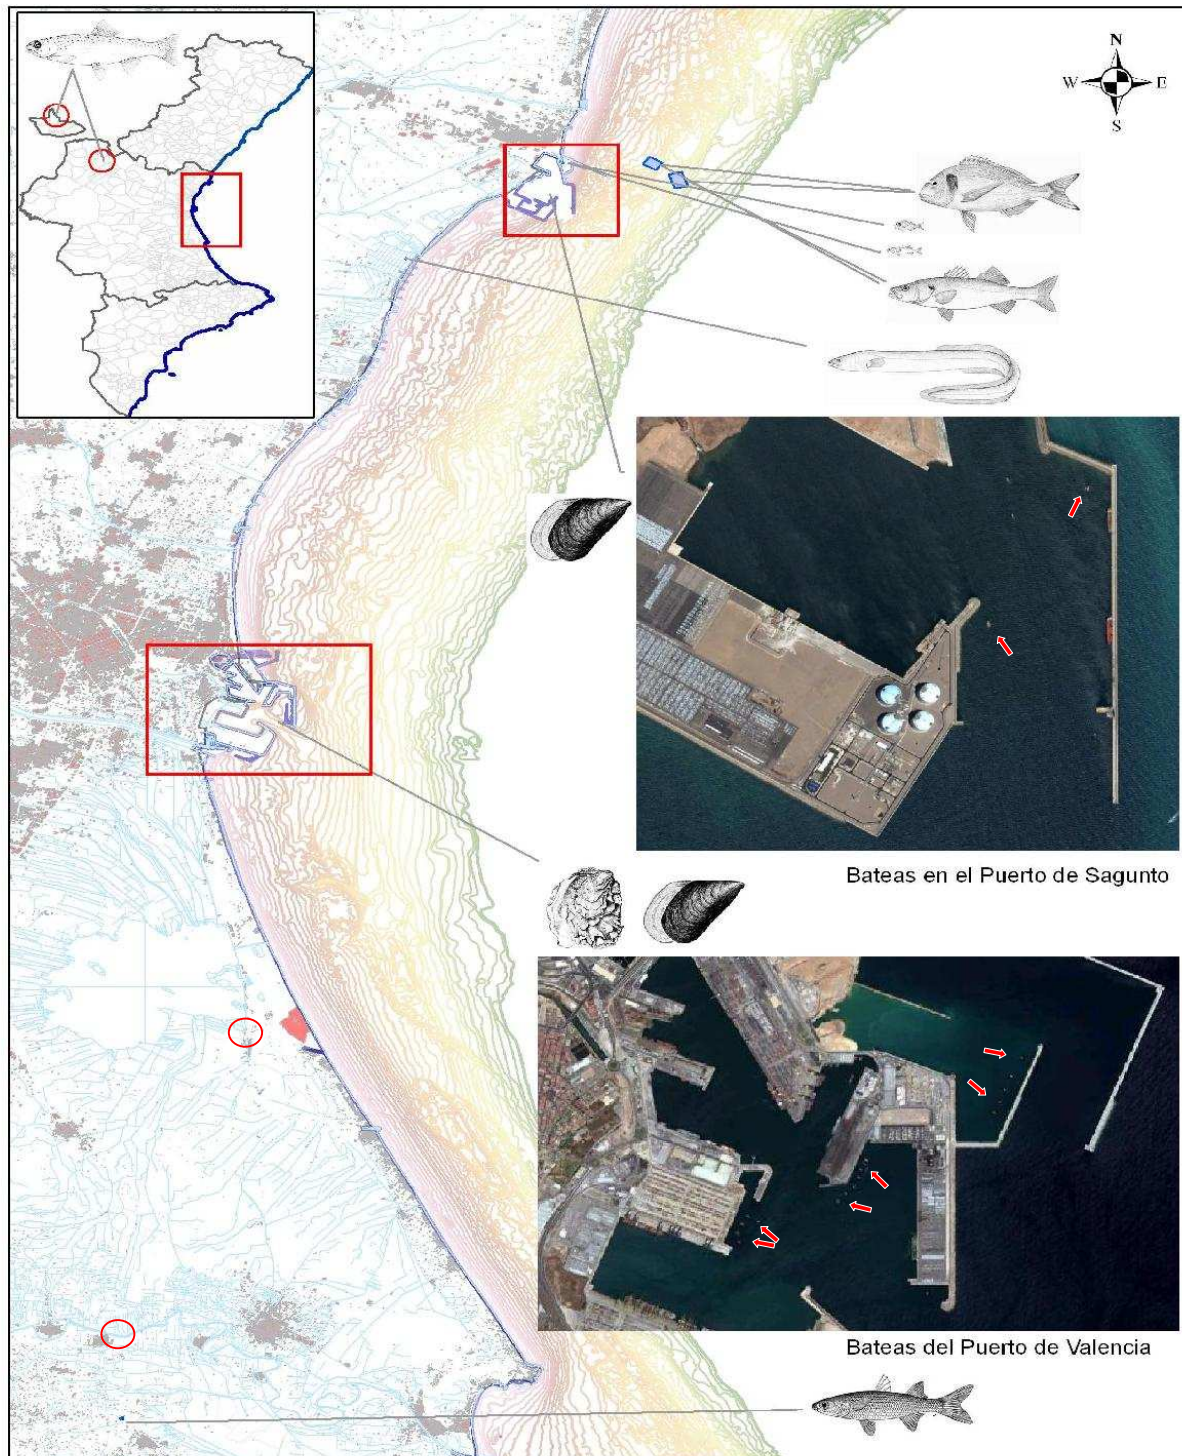 N
W E
S
Bateas en el Puerto de Sagunto
Bateas del Puerto de Valencia